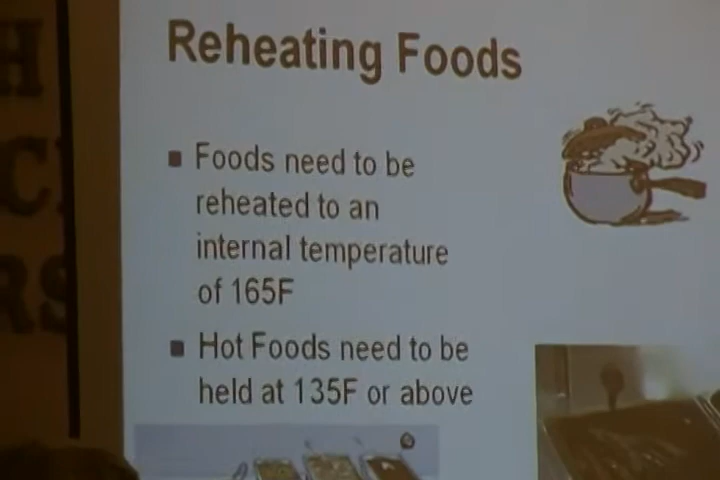 Reheating Foods
Foods need to be
reheated to an
internal temperature
of 165F
Hot Foods need to be
held at 135F or above